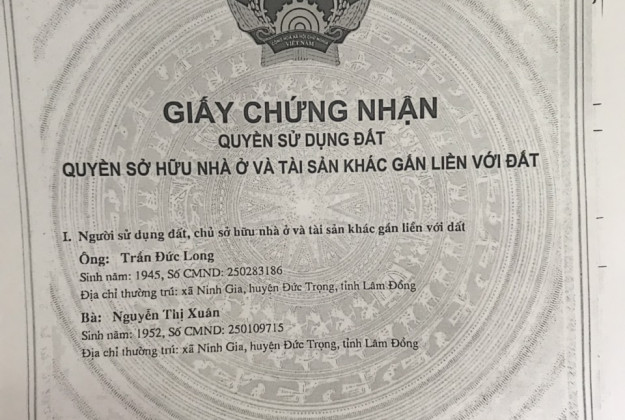 VIỆT NAM
GIẤY CHỨNG NHẬN
QUYỀN SỬ DỤNG ĐẤT
QUYỀN SỞ HỮU NHÀ Ở VÀ TÀI SẢN KHÁC GẮN LIỀN VỚI ĐẤT
I. Người sử dụng đất, chủ sở hữu nhà ở và tài sản khác gắn liền với đất
Ông: Trần Đức Long
Sinh năm: 1945, Số CMND: 250283186
Địa chỉ thường trú: xã Ninh Gia, huyện Đức Trọng, tỉnh Lâm Đồng
Bà: Nguyễn Thị Xuân
Sinh năm: 1952, Số CMND: 250109715
Địa chỉ thường trú: xã Ninh Gia, huyện Đức Trọng, tỉnh Lâm Đồng